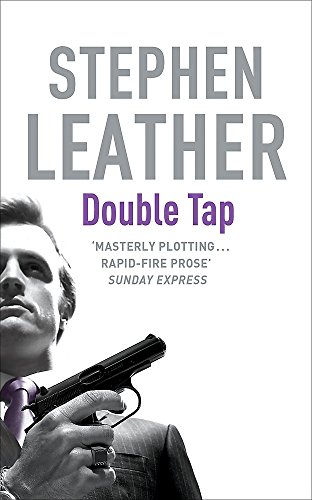 STEPHEN
LEATHER
Double Tap
‘MASTERLY PLOTTING...
RAPID-FIRE PROSE’
SUNDAY EXPRESS